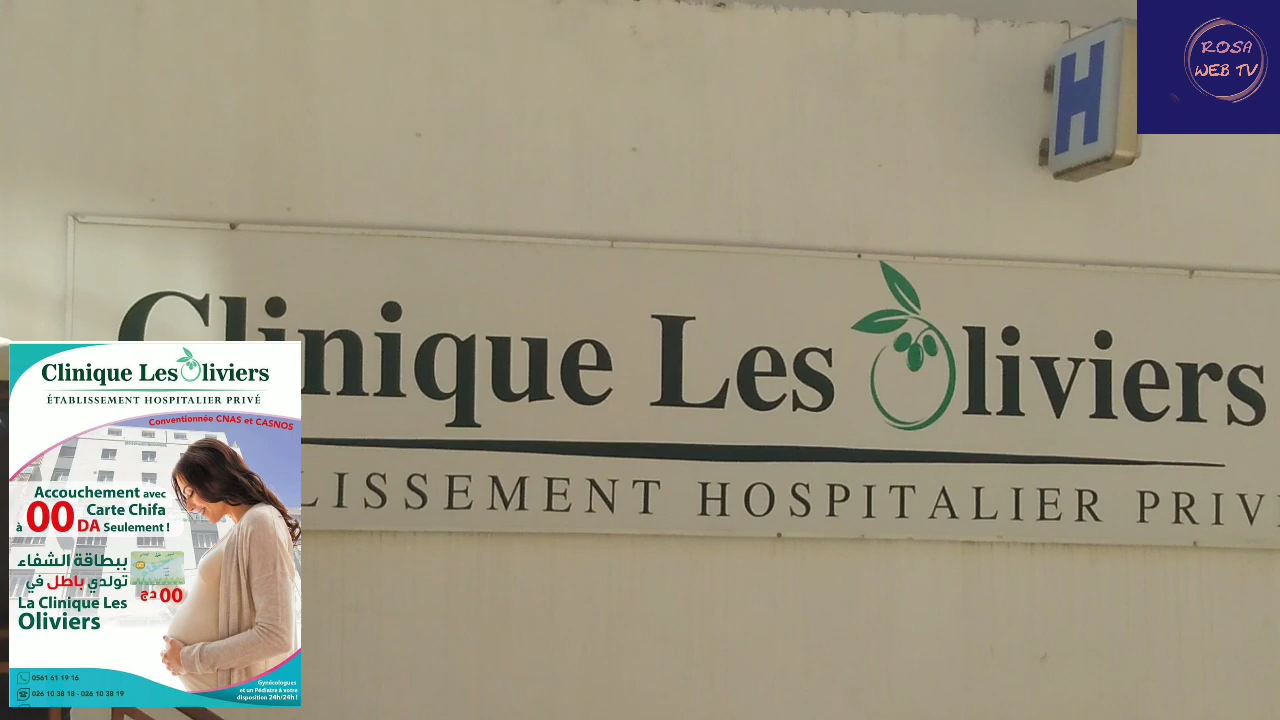 ROSA
WEB TV
H
Clinique Les Oliviers
LISSEMENT HOSPITALIER PRIV
Clinique Les Oliviers
ÉTABLISSEMENT HOSPITALIER PRIVÉ
Conventionnée CNAS et CASNOS
Accouchement avec
Carte Chifa
à 00 DA Seulement !
ببطاقة الشفاء
تولدي باطل في
00 دج
La Clinique Les
Oliviers
0561 61 19 16
026 10 38 18 - 026 10 38 19
Gynécologues
et un Pédiatre à votre
disposition 24h/24h !